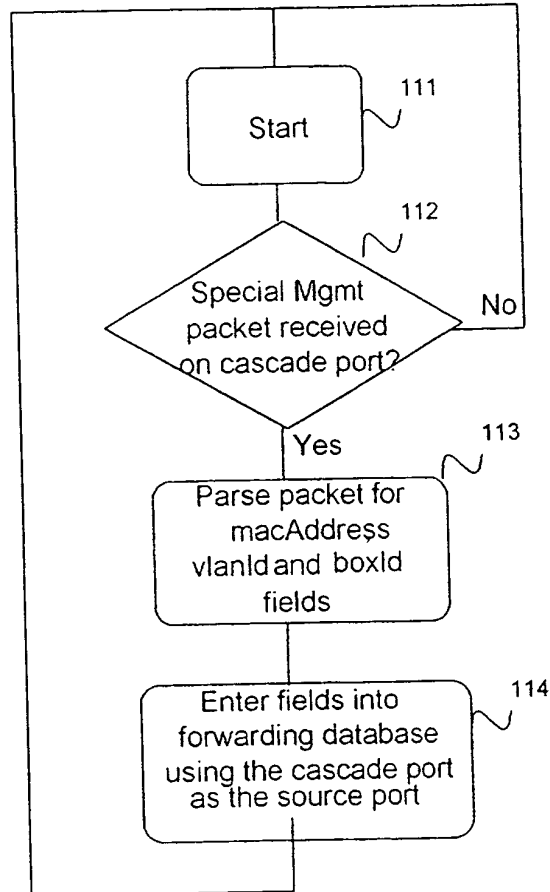 111
Start
112
Special Mgmt
packet received
on cascade port?
No
Yes
113
Parse packet for
macAddress
vlanId and boxId
fields
114
Enter fields into
forwarding database
using the cascade port
as the source port